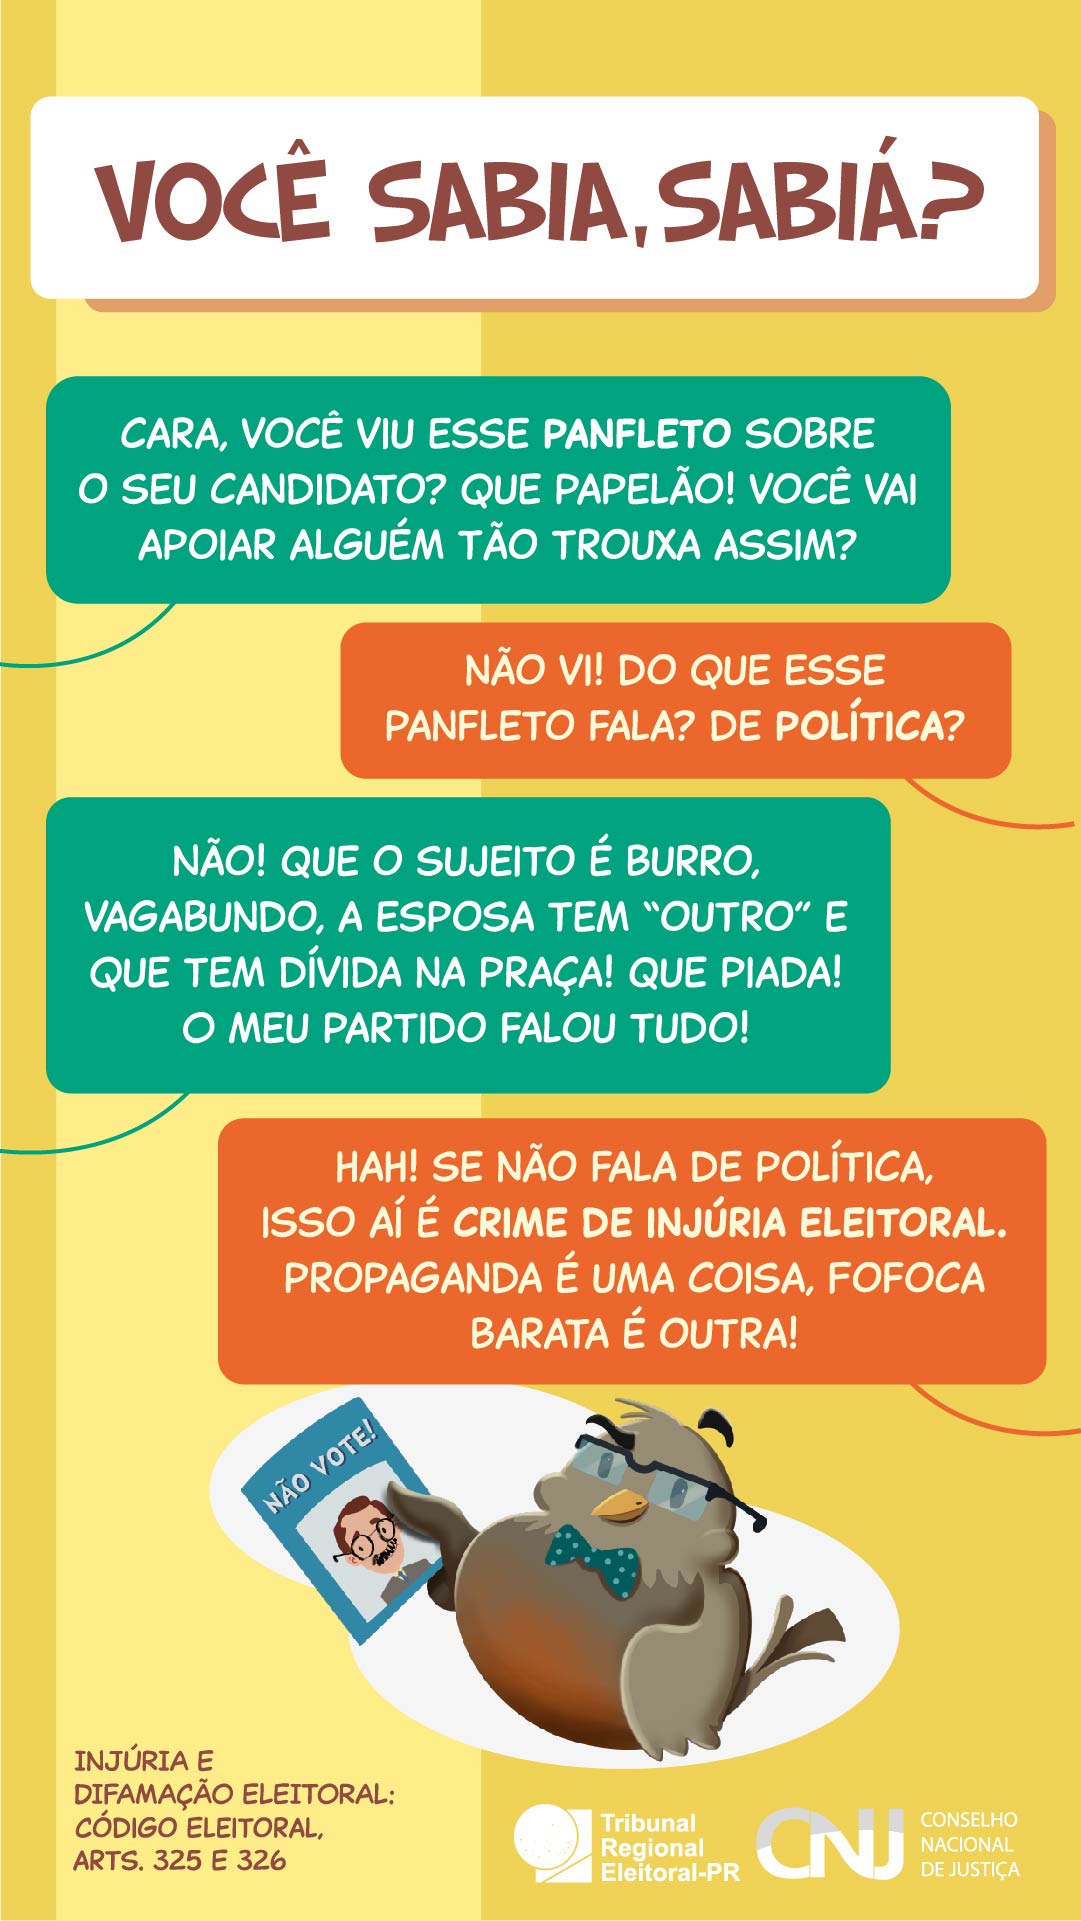 VOCÊ SABIA, SABIÁ?
CARA, VOCÊ VIU ESSE PANFLETO SOBRE
O SEU CANDIDATO? QUE PAPELÃO! VOCÊ VAI
APOIAR ALGUÉM TÃO TROUXA ASSIM?
NÃO VI! DO QUE ESSE
PANFLETO FALA? DE POLÍTICA?
NÃO! QUE O SUJEITO É BURRO,
VAGABUNDO, A ESPOSA TEM “OUTRO” E
QUE TEM DÍVIDA NA PRAÇA! QUE PIADA!
O MEU PARTIDO FALOU TUDO!
HAH! SE NÃO FALA DE POLÍTICA,
ISSO AÍ É CRIME DE INJÚRIA ELEITORAL.
PROPAGANDA É UMA COISA, FOFOCA
BARATA É OUTRA!
NÃO VOTE!
INJÚRIA E
DIFAMAÇÃO ELEITORAL:
CÓDIGO ELEITORAL,
ARTS. 325 E 326
Tribunal
Regional
Eleitoral-PR
CNJ
CONSELHO
NACIONAL
DE JUSTIÇA